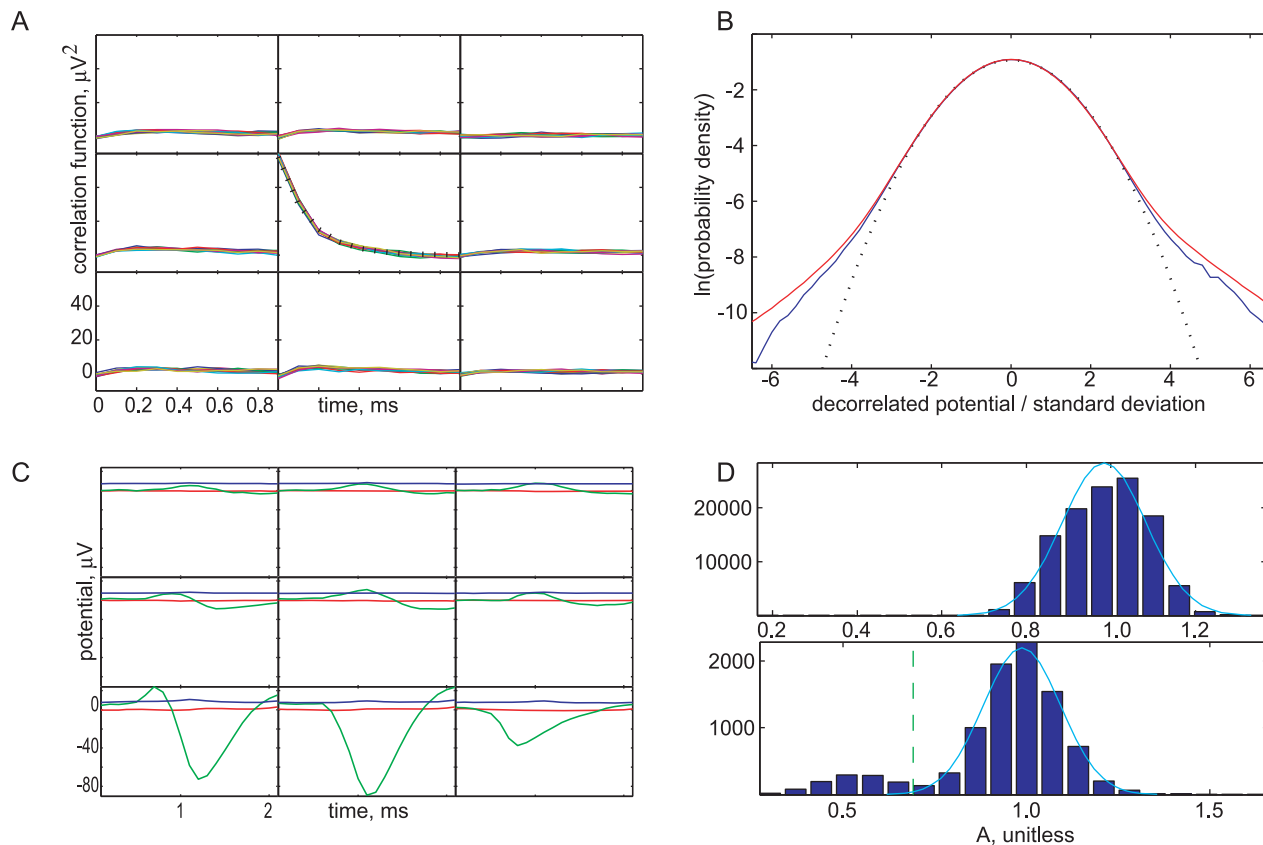 A
correlation function, μV²
40
20
0
0 0.2 0.4 0.6 0.8
time, ms
B
ln(probability density)
-2
-4
-6
-8
-10
-6 -4 -2 0 2 4 6
decorrelated potential / standard deviation
C
potential, μV
0
-40
-80
1 2
time, ms
D
20000
10000
0.2 0.4 0.6 0.8 1.0 1.2
2000
1000
0.5 1.0 1.5
A, unitless